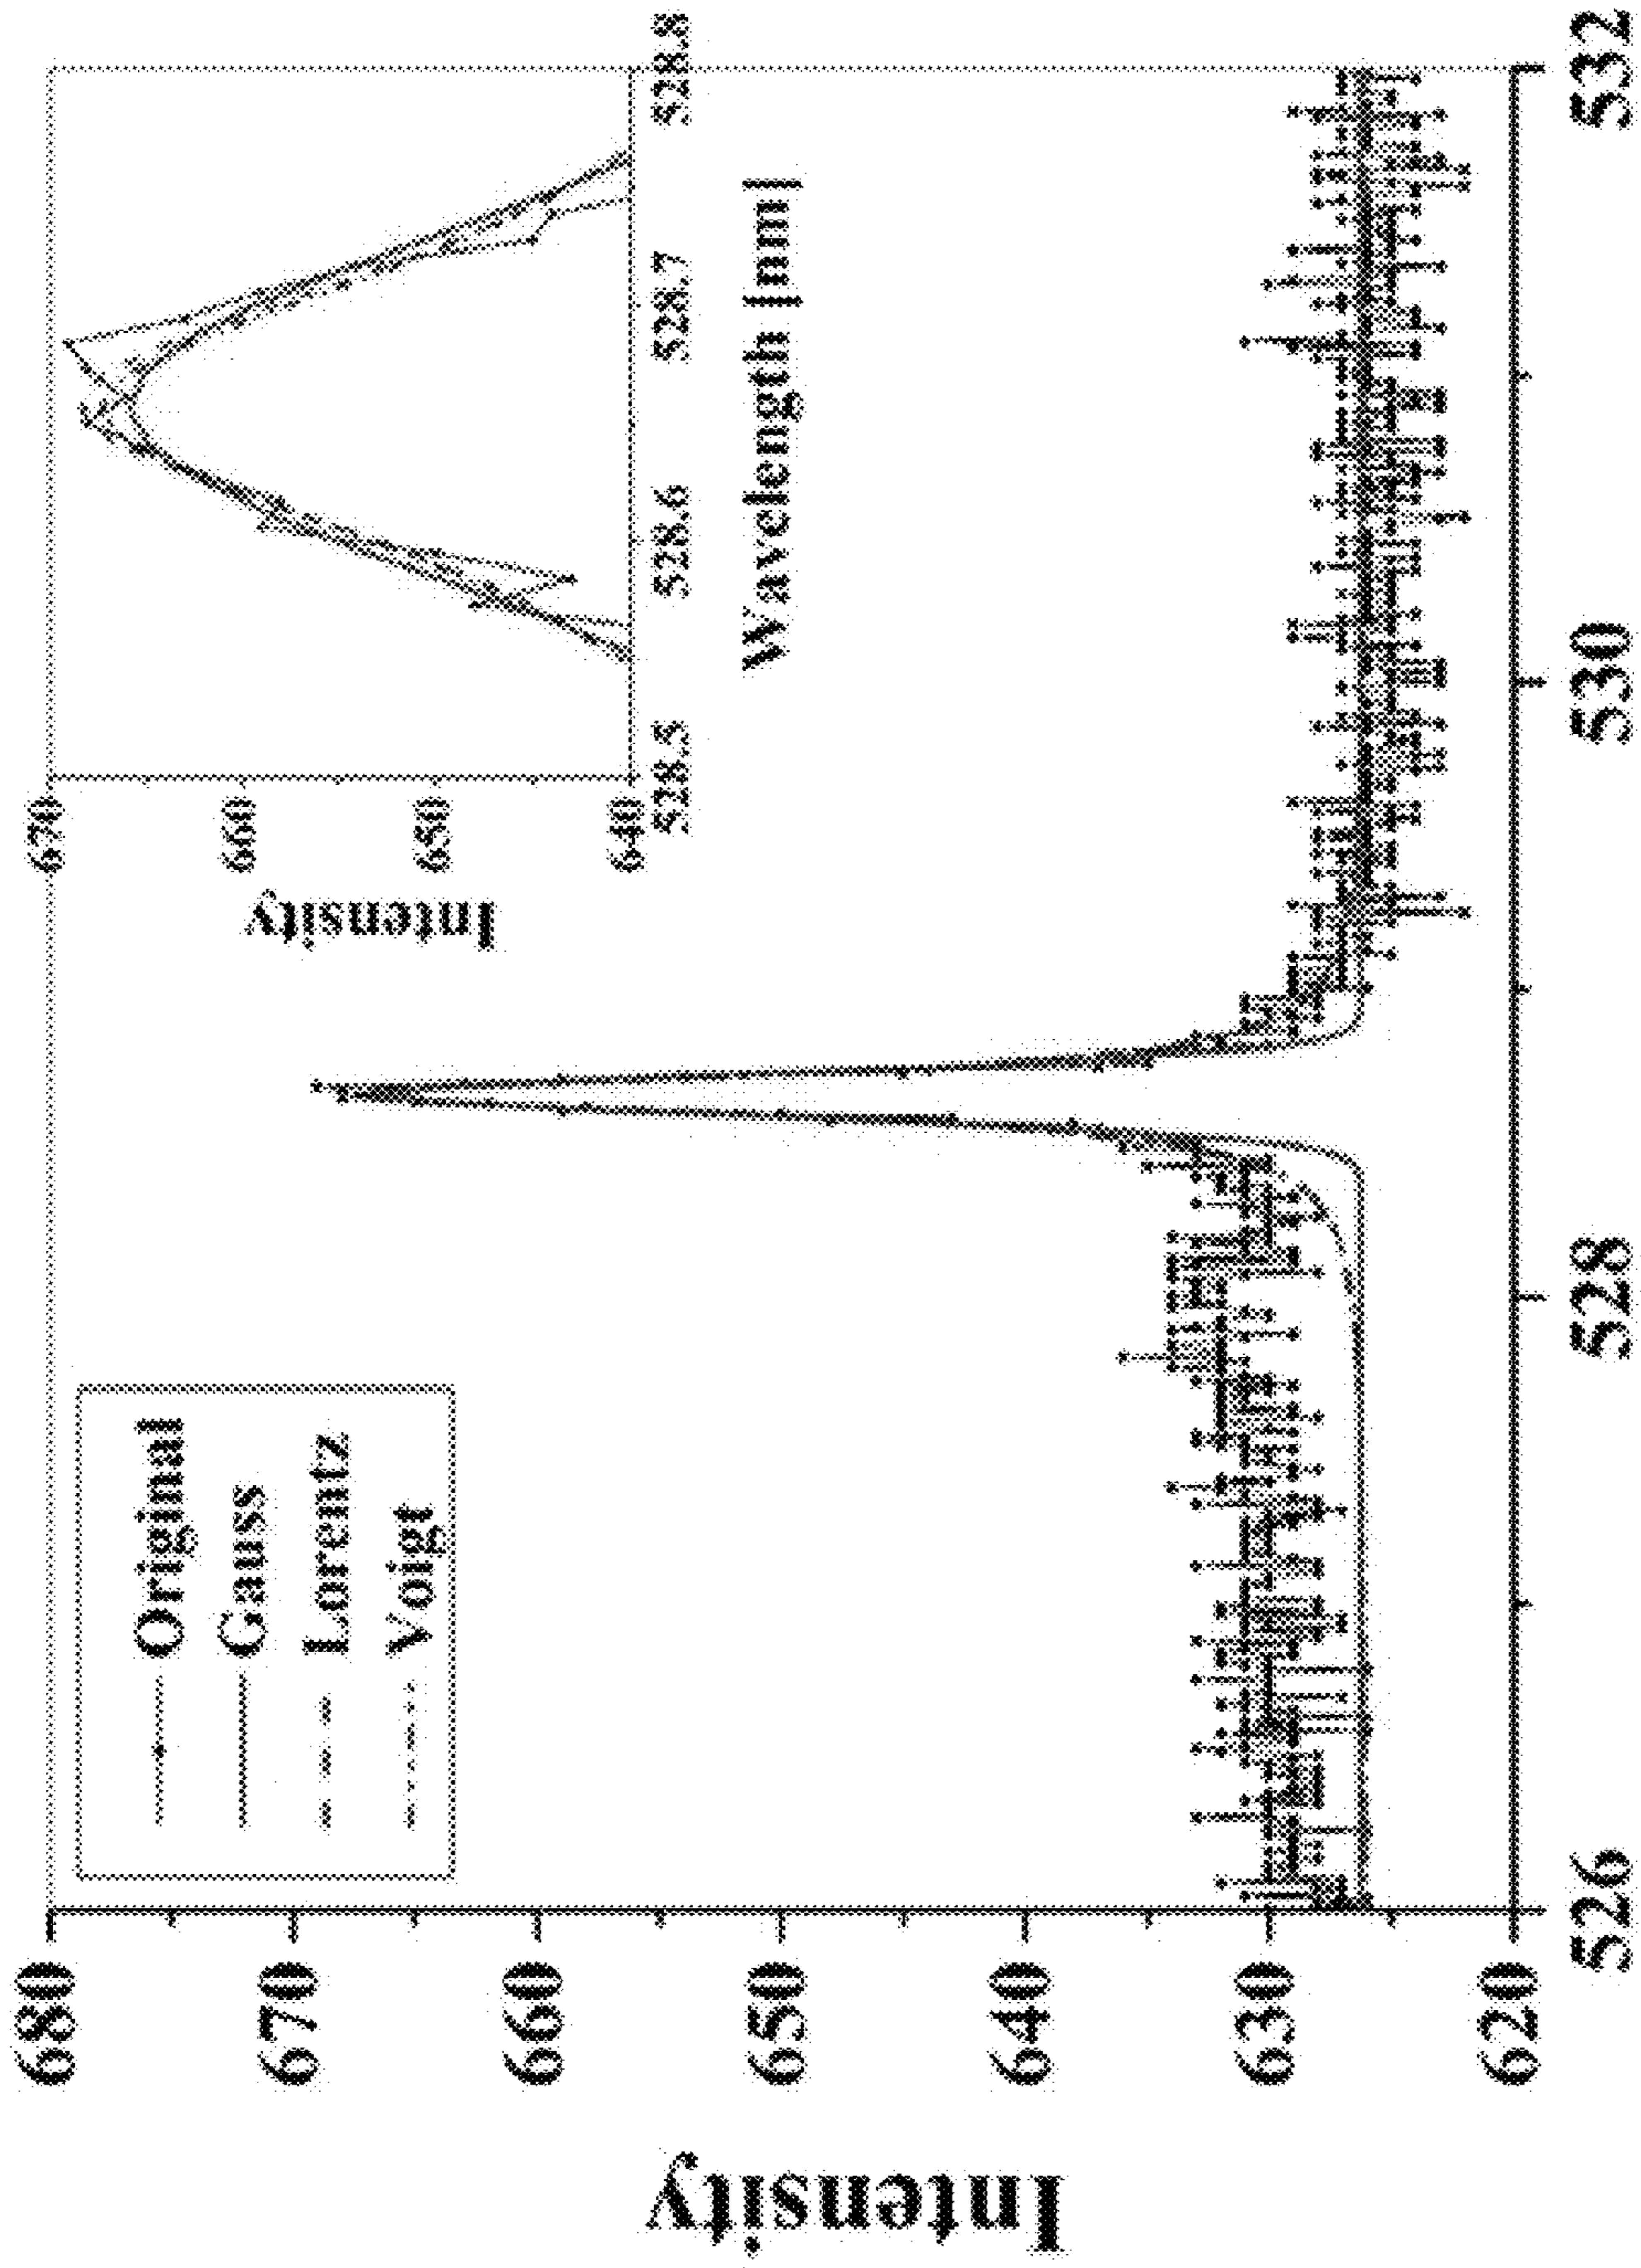 Intensity
680
670
660
650
640
630
620
526
528
530
532
Original
Gauss
Lorentz
Voigt
Intensity
670
660
650
640
528.5
528.6
528.7
528.8
Wavelength [nm]